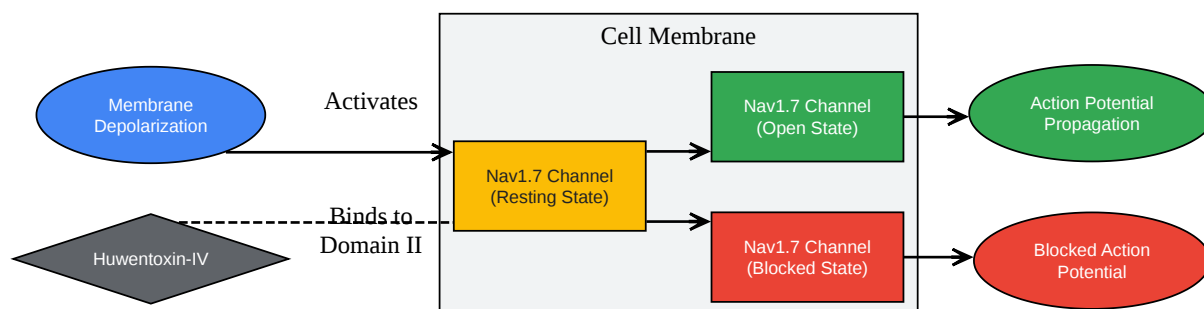 Cell Membrane
Membrane
Depolarization
Activates
Nav1.7 Channel
(Open State)
Action Potential
Propagation
Nav1.7 Channel
(Resting State)
Huwentoxin-IV
Binds to
Domain II
Nav1.7 Channel
(Blocked State)
Blocked Action
Potential